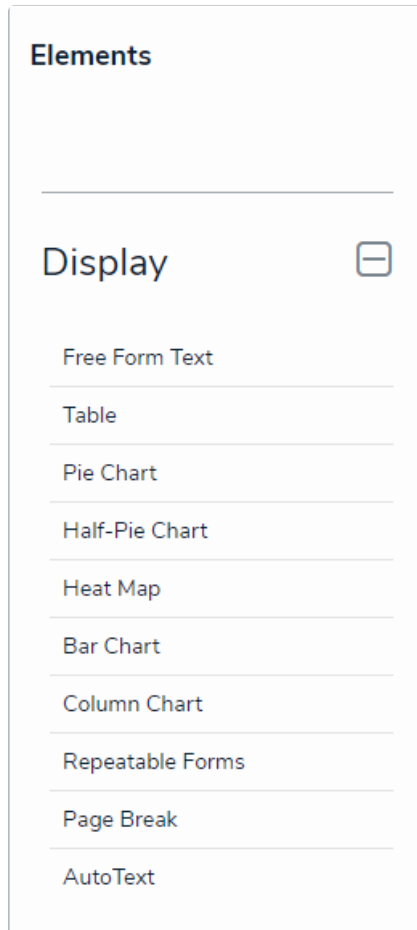 Elements
Display
Free Form Text
Table
Pie Chart
Half-Pie Chart
Heat Map
Bar Chart
Column Chart
Repeatable Forms
Page Break
AutoText